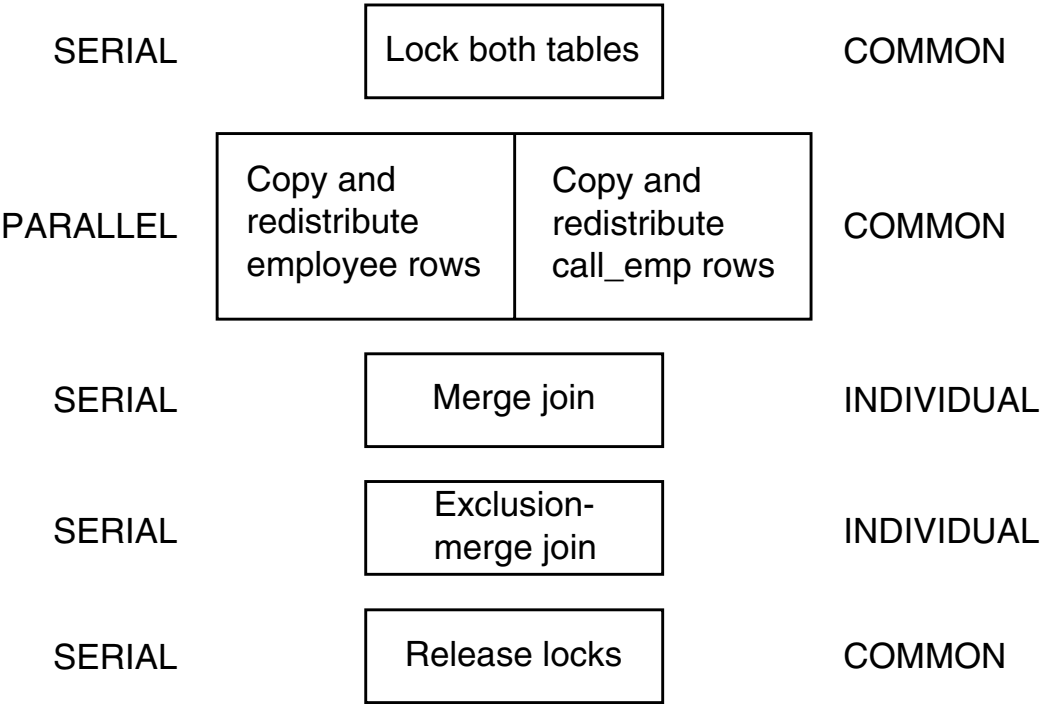 SERIAL
Lock both tables
COMMON
PARALLEL
Copy and
redistribute
employee rows
Copy and
redistribute
call_emp rows
COMMON
SERIAL
Merge join
INDIVIDUAL
SERIAL
Exclusion-
merge join
INDIVIDUAL
SERIAL
Release locks
COMMON